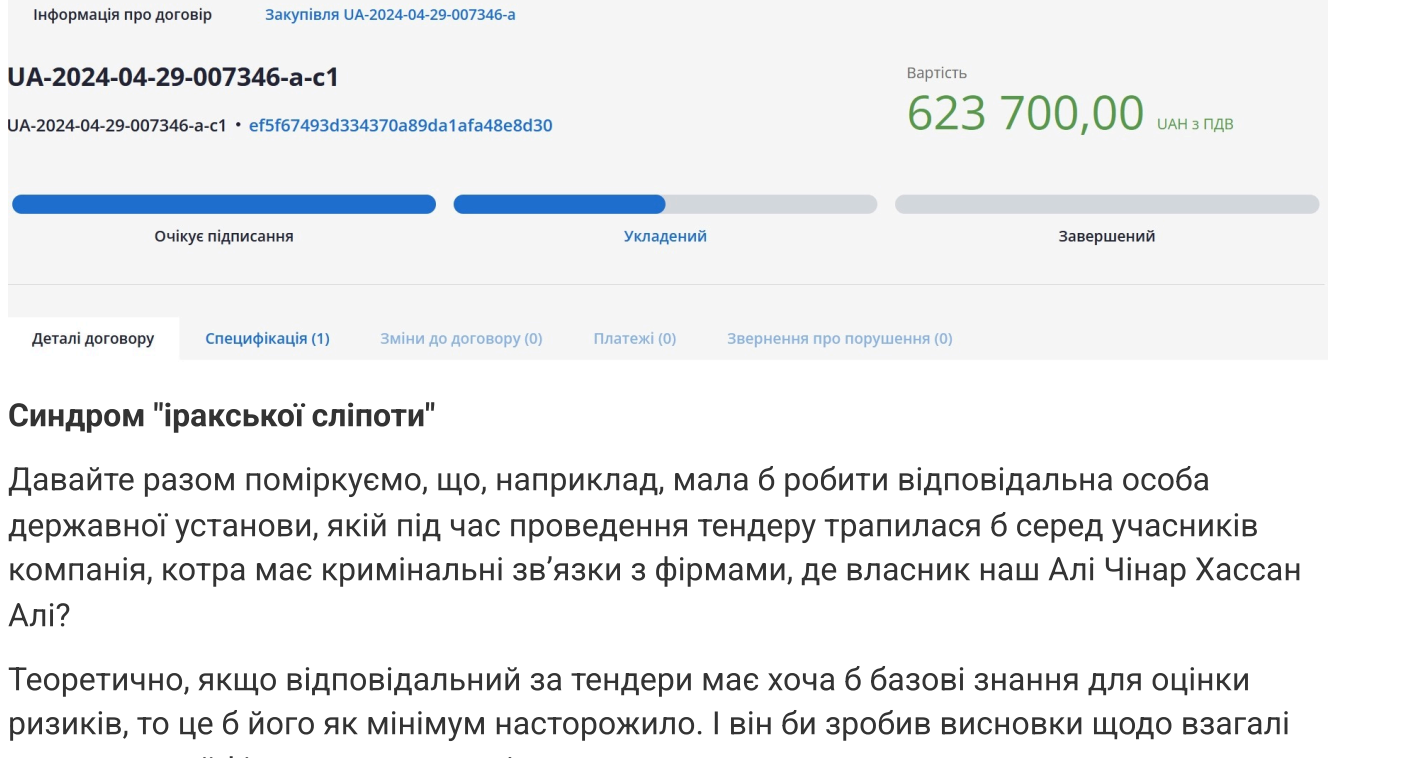 Інформація про договір Закупівля UA-2024-04-29-007346-a
UA-2024-04-29-007346-a-c1
Вартість
623 700,00 UAH з ПДВ
UA-2024-04-29-007346-a-c1 • ef5f67493d334370a89da1afa48e8d30
Очікує підписання Укладений Завершений
Деталі договору Специфікація (1) Зміни до договору (0) Платежі (0) Звернення про порушення (0)
Синдром "іракської сліпоти"
Давайте разом поміркуємо, що, наприклад, мала б робити відповідальна особа
державної установи, якій під час проведення тендеру трапилася б серед учасників
компанія, котра має кримінальні зв’язки з фірмами, де власник наш Алі Чінар Хассан
Алі?
Теоретично, якщо відповідальний за тендери має хоча б базові знання для оцінки
ризиків, то це б його як мінімум насторожило. І він би зробив висновки щодо взагалі